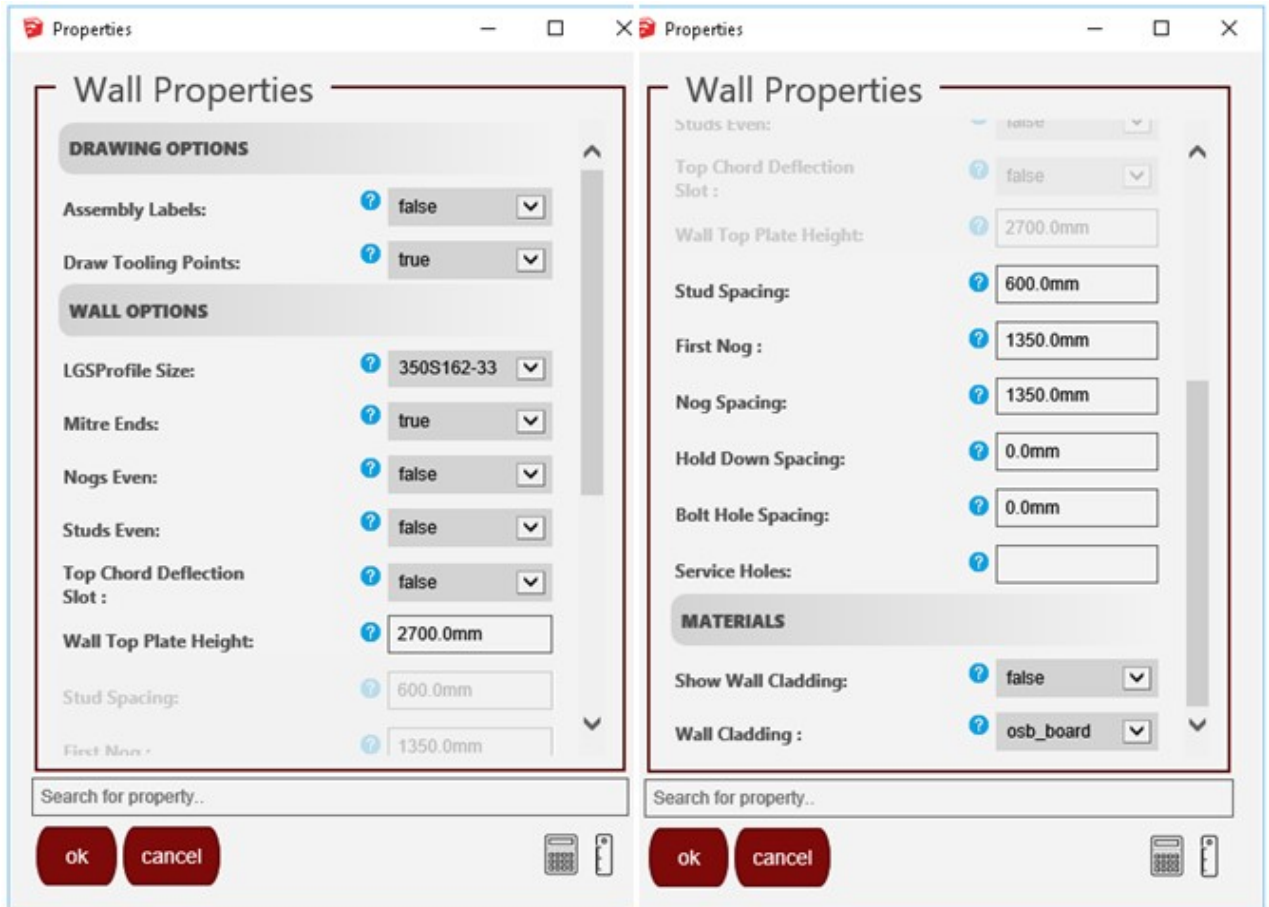 Properties
Wall Properties
DRAWING OPTIONS
Assembly Labels: ? false
Draw Tooling Points: ? true
WALL OPTIONS
LGSProfile Size: ? 350S162-33
Mitre Ends: ? true
Nogs Even: ? false
Studs Even: ? false
Top Chord Deflection
Slot : ? false
Wall Top Plate Height: ? 2700.0mm
Stud Spacing: ? 600.0mm
First Nog : ? 1350.0mm
Search for property..
ok cancel
Properties
Wall Properties
Studs Even: false
Top Chord Deflection
Slot : ? false
Wall Top Plate Height: ? 2700.0mm
Stud Spacing: ? 600.0mm
First Nog : ? 1350.0mm
Nog Spacing: ? 1350.0mm
Hold Down Spacing: ? 0.0mm
Bolt Hole Spacing: ? 0.0mm
Service Holes: ?
MATERIALS
Show Wall Cladding: ? false
Wall Cladding : ? osb_board
Search for property..
ok cancel